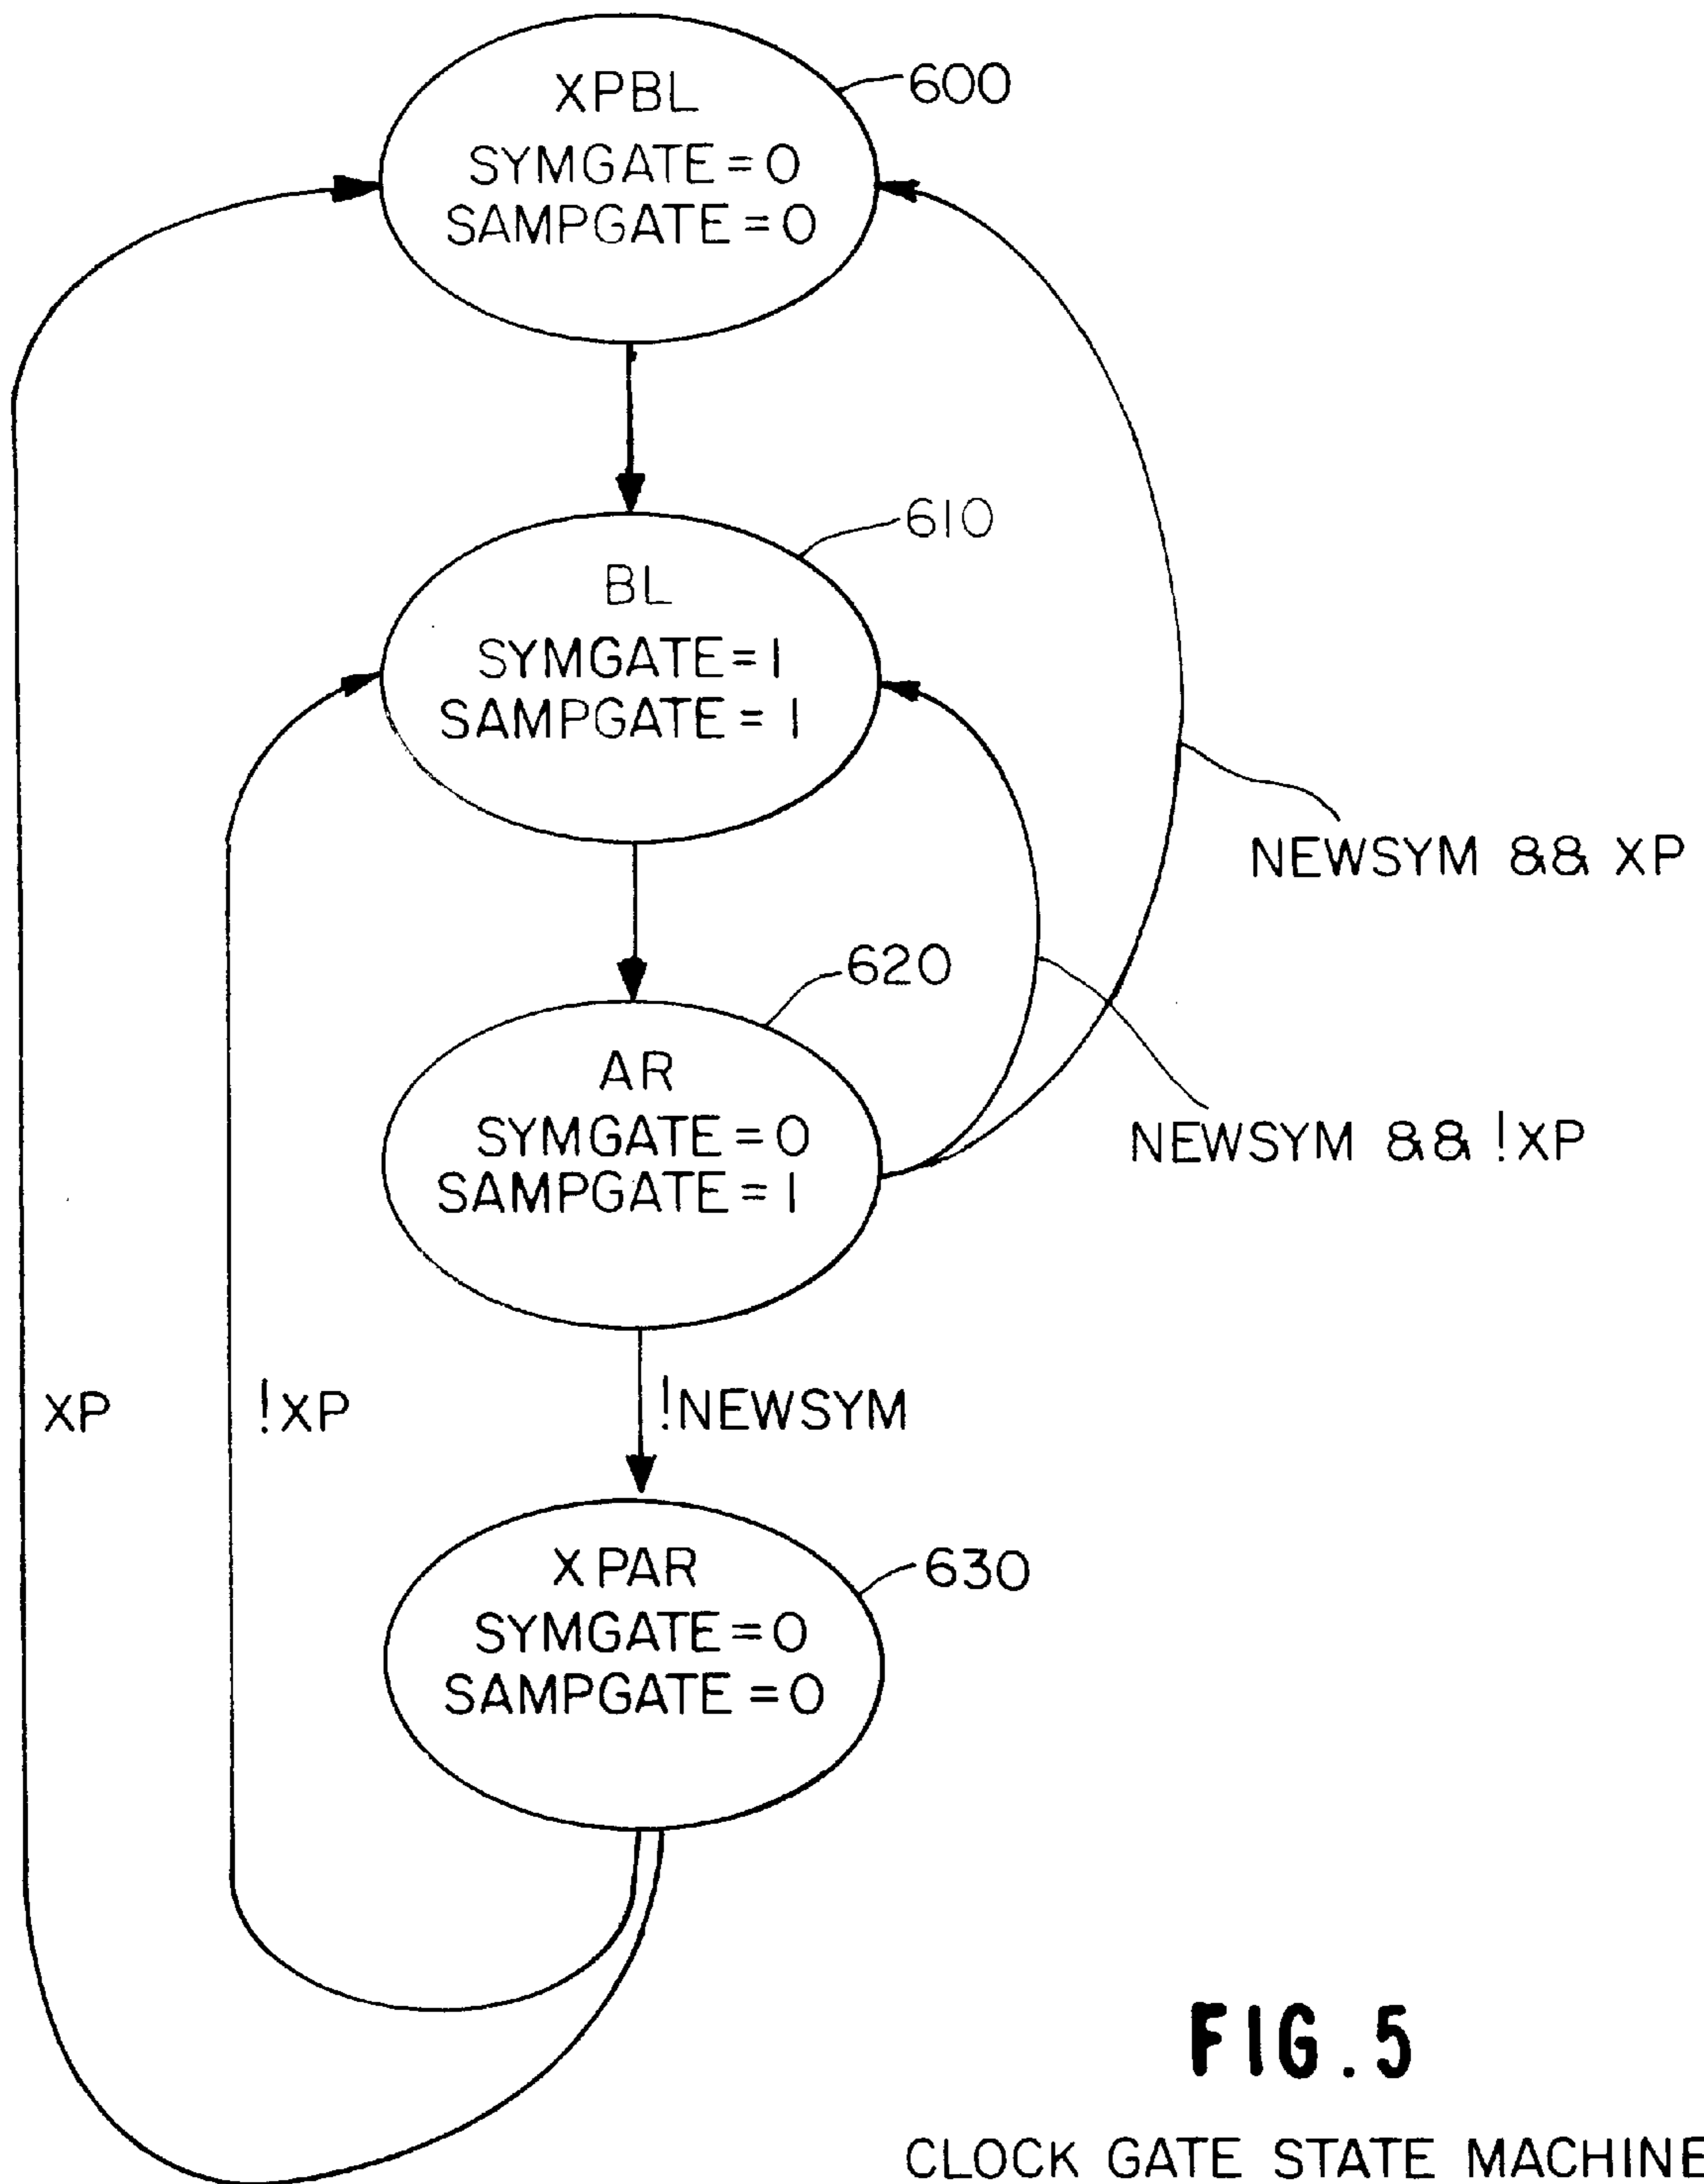 XPBL
SYMGATE=0
SAMPGATE=0
600
BL
SYMGATE=1
SAMPGATE=1
610
NEWSYM && XP
AR
SYMGATE=0
SAMPGATE=1
620
NEWSYM && !XP
XP
!XP
!NEWSYM
XPAR
SYMGATE=0
SAMPGATE=0
630
FIG. 5
CLOCK GATE STATE MACHINE